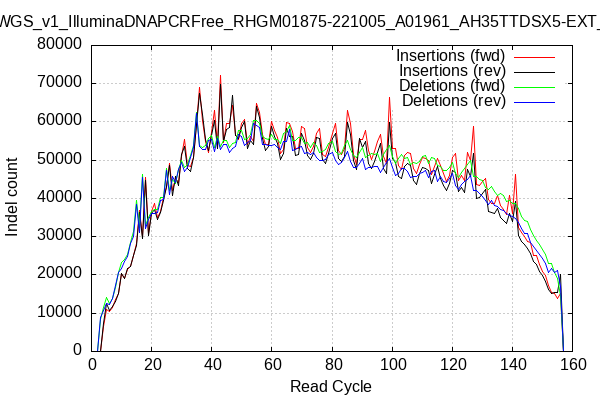 WGS_v1_IlluminaDNAPCRFree_RHGM01875-221005_A01961_AH35TTDSX5-EXT_
Insertions (fwd)
Insertions (rev)
Deletions (fwd)
Deletions (rev)
80000
70000
60000
50000
40000
30000
20000
10000
0
Indel count
0 20 40 60 80 100 120 140 160
Read Cycle